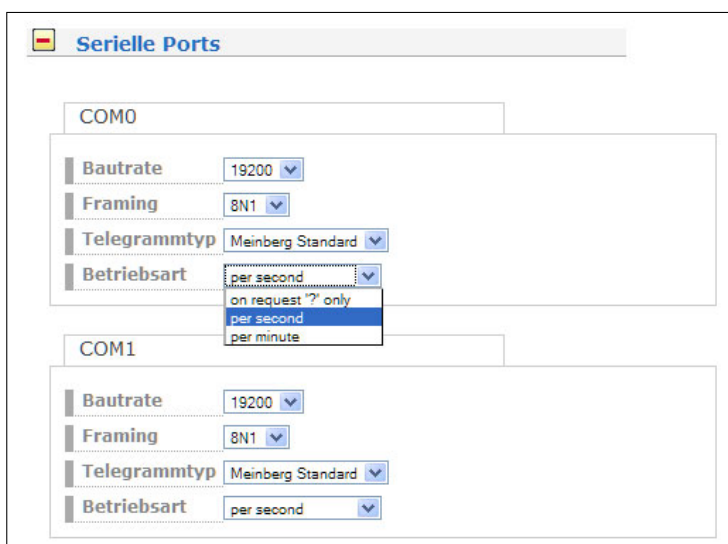 Serielle Ports
COM0
Bautrate 19200
Framing 8N1
Telegrammtyp Meinberg Standard
Betriebsart per second
on request "?" only
per second
per minute
COM1
Bautrate 19200
Framing 8N1
Telegrammtyp Meinberg Standard
Betriebsart per second